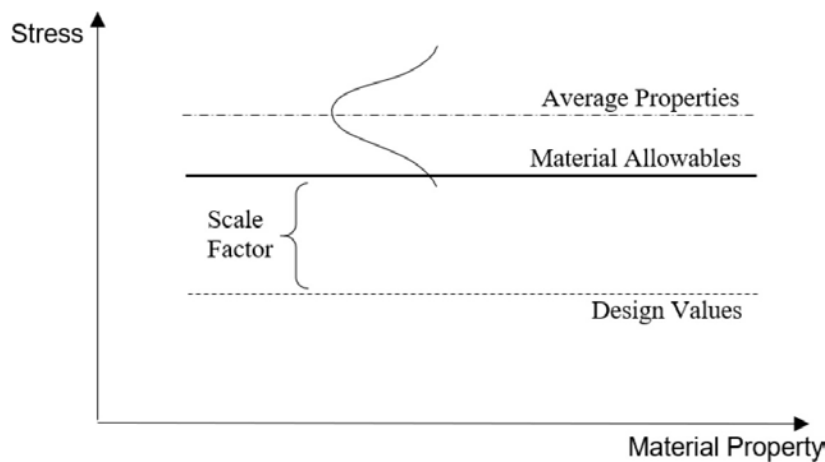 Stress
Average Properties
Material Allowables
Scale
Factor
Design Values
Material Property